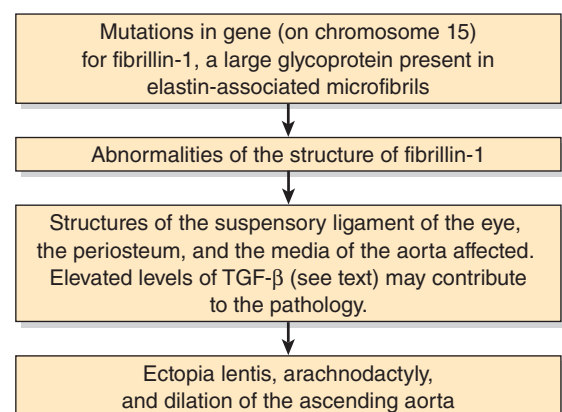 Mutations in gene (on chromosome 15)
for fibrillin-1, a large glycoprotein present in
elastin-associated microfibrils
Abnormalities of the structure of fibrillin-1
Structures of the suspensory ligament of the eye,
the periosteum, and the media of the aorta affected.
Elevated levels of TGF-β (see text) may contribute
to the pathology.
Ectopia lentis, arachnodactyly,
and dilation of the ascending aorta